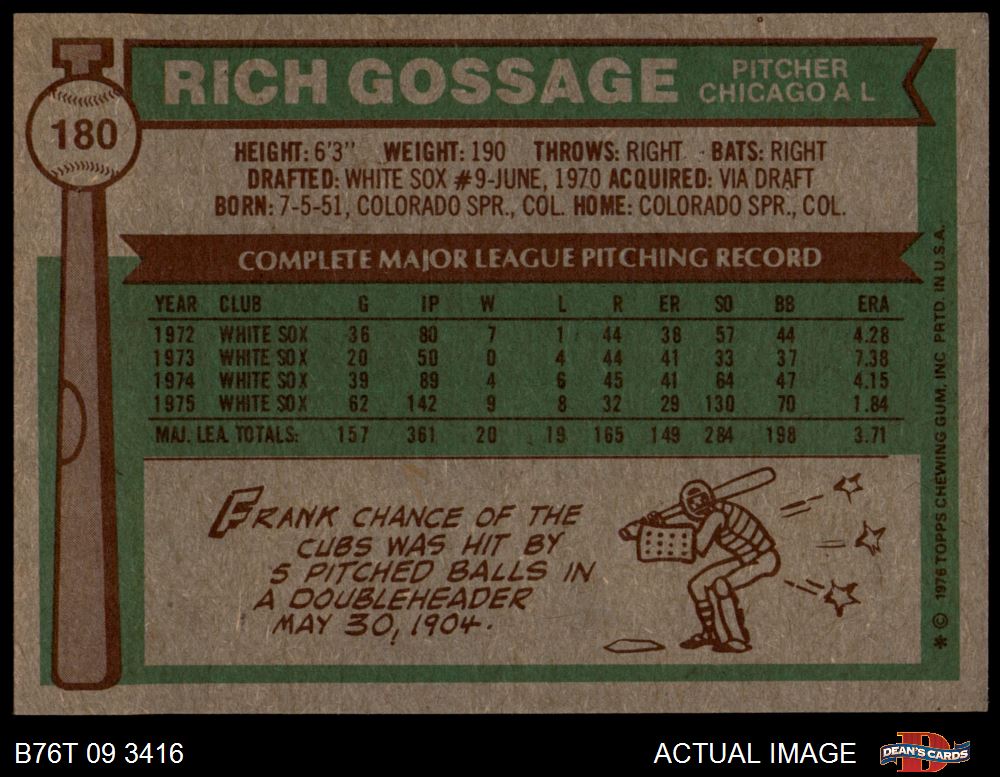 RICH GOSSAGE
PITCHER
CHICAGO A L
180
HEIGHT: 6'3" WEIGHT: 190 THROWS: RIGHT BATS: RIGHT
DRAFTED: WHITE SOX #9-JUNE, 1970 ACQUIRED: VIA DRAFT
BORN: 7-5-51, COLORADO SPR., COL. HOME: COLORADO SPR., COL.
COMPLETE MAJOR LEAGUE PITCHING RECORD
YEAR CLUB G IP W L R ER SO BB ERA
1972 WHITE SOX 36 80 7 1 44 38 57 44 4.28
1973 WHITE SOX 20 50 0 4 44 41 33 37 7.38
1974 WHITE SOX 39 89 4 6 45 41 64 47 4.15
1975 WHITE SOX 62 142 9 8 32 29 130 70 1.84
MAJ. LEA. TOTALS: 157 361 20 19 165 149 284 198 3.71
FRANK CHANCE OF THE
CUBS WAS HIT BY
5 PITCHED BALLS IN
A DOUBLEHEADER
MAY 30, 1904.
* © 1976 TOPPS CHEWING GUM, INC PRTD. IN U.S.A.
B76T 09 3416
ACTUAL IMAGE
D
DEAN'S CARDS